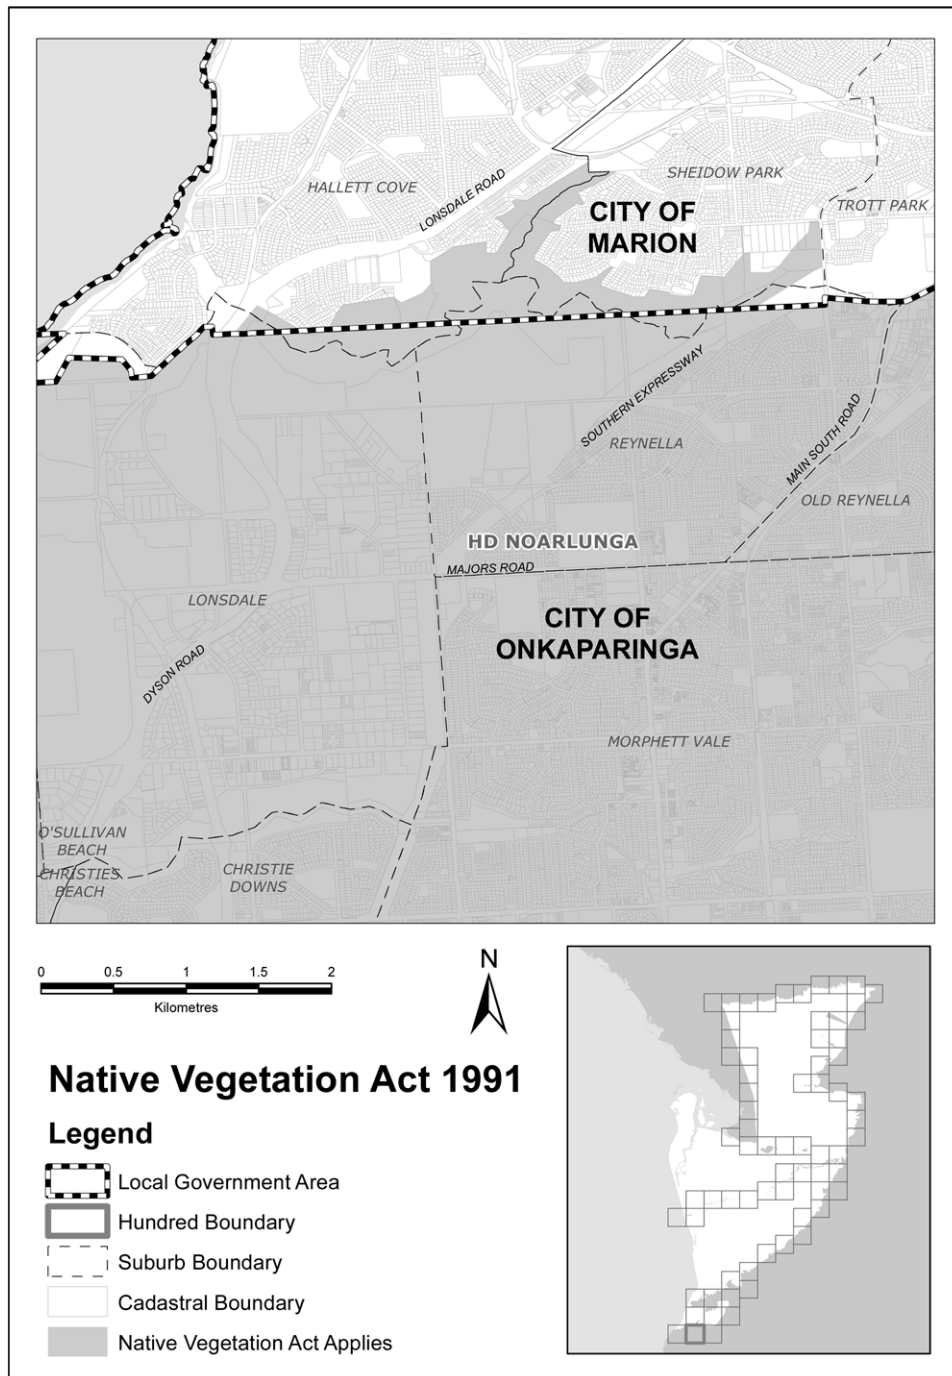 HALLETT COVE
LONSDALE ROAD
SHEIDOW PARK
TROTT PARK
CITY OF
MARION
SOUTHERN EXPRESSWAY
REYNELLA
MAIN SOUTH ROAD
OLD REYNELLA
HD NOARLUNGA
MAJORS ROAD
LONSDALE
CITY OF
ONKAPARINGA
DYSON ROAD
MORPHETT VALE
O'SULLIVAN
BEACH
CHRISTIES
BEACH
CHRISTIE
DOWNS
0 0.5 1 1.5 2
Kilometres
N
Native Vegetation Act 1991
Legend
Local Government Area
Hundred Boundary
Suburb Boundary
Cadastral Boundary
Native Vegetation Act Applies